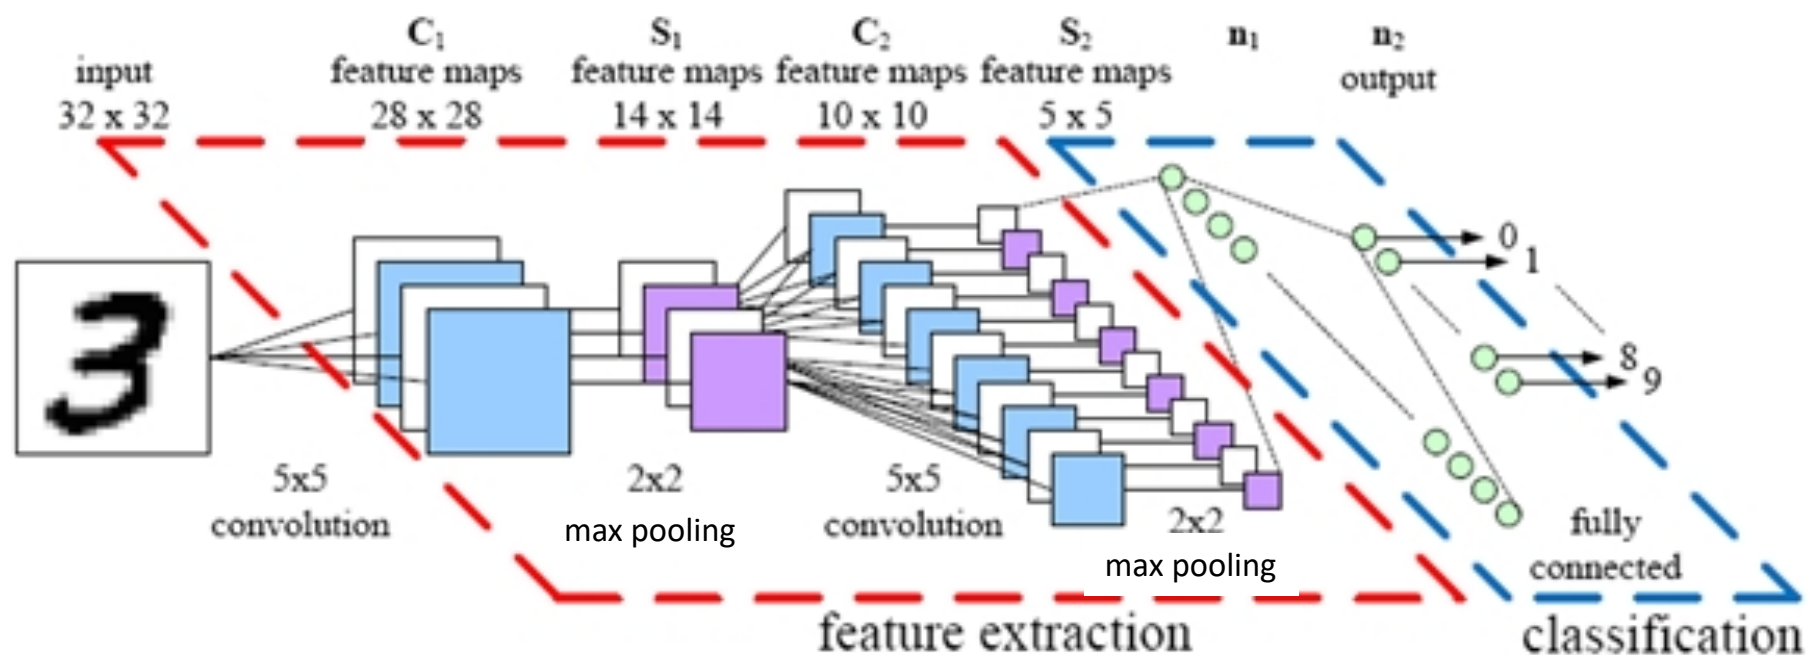 input
32 x 32
C₁
feature maps
28 x 28
S₁
feature maps
14 x 14
C₂
feature maps
10 x 10
S₂
feature maps
5 x 5
n₁
n₂
output
3
0
1
8
9
5x5
convolution
2x2
max pooling
5x5
convolution
2x2
max pooling
fully
connected
feature extraction
classification